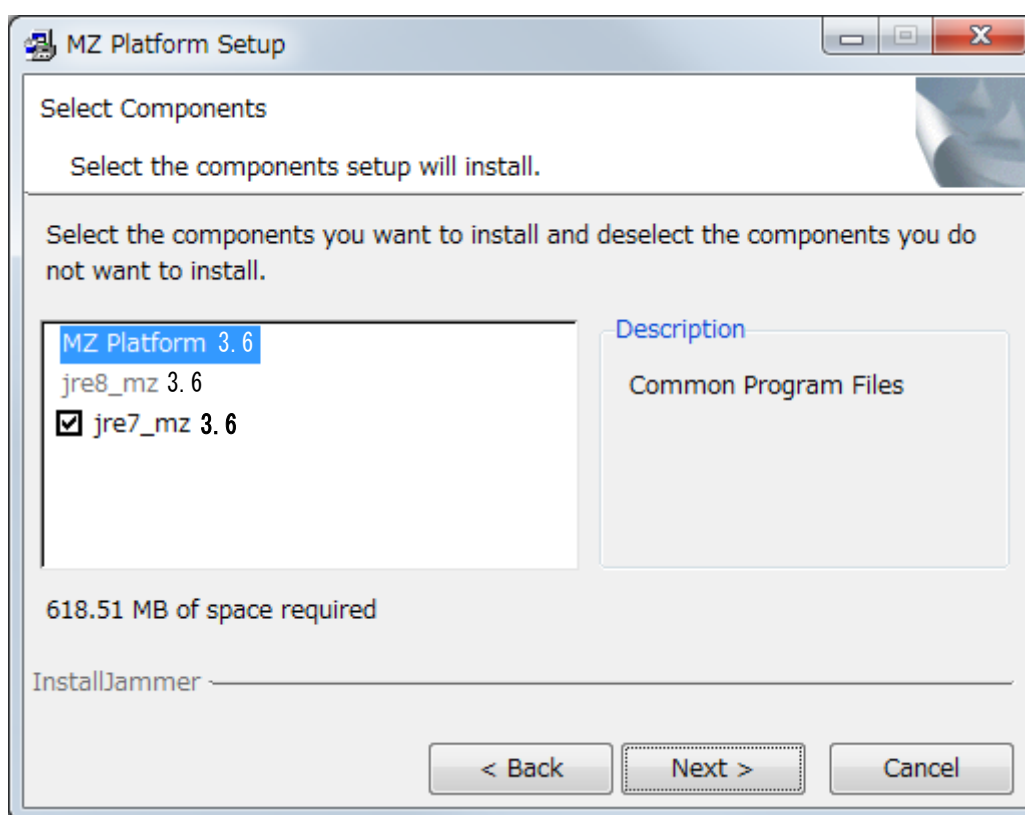 MZ Platform Setup
Select Components
Select the components setup will install.
Select the components you want to install and deselect the components you do
not want to install.
MZ Platform 3.6
jre8_mz 3.6
jre7_mz 3.6
Description
Common Program Files
618.51 MB of space required
InstallJammer
< Back
Next >
Cancel